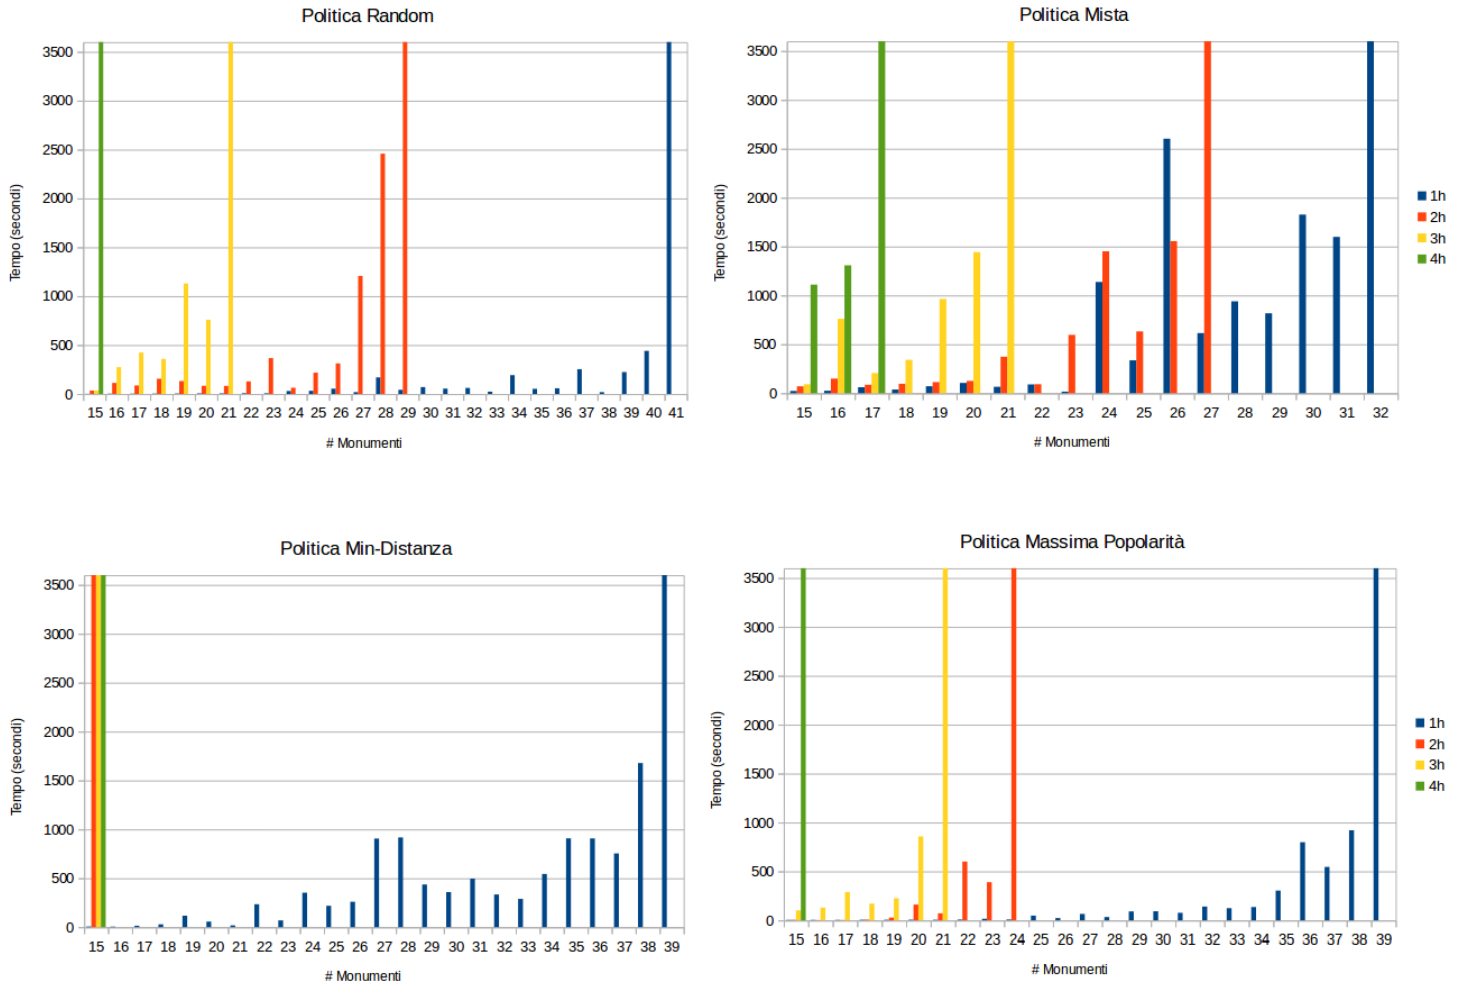 Politica Random
3500
3000
2500
2000
1500
1000
500
0
Tempo (secondi)
15 16 17 18 19 20 21 22 23 24 25 26 27 28 29 30 31 32 33 34 35 36 37 38 39 40 41
# Monumenti
Politica Mista
3500
3000
2500
2000
1500
1000
500
0
Tempo (secondi)
15 16 17 18 19 20 21 22 23 24 25 26 27 28 29 30 31 32
# Monumenti
1h
2h
3h
4h
Politica Min-Distanza
3500
3000
2500
2000
1500
1000
500
0
Tempo (secondi)
15 16 17 18 19 20 21 22 23 24 25 26 27 28 29 30 31 32 33 34 35 36 37 38 39
# Monumenti
Politica Massima Popolarità
3500
3000
2500
2000
1500
1000
500
0
Tempo (secondi)
15 16 17 18 19 20 21 22 23 24 25 26 27 28 29 30 31 32 33 34 35 36 37 38 39
# Monumenti
1h
2h
3h
4h